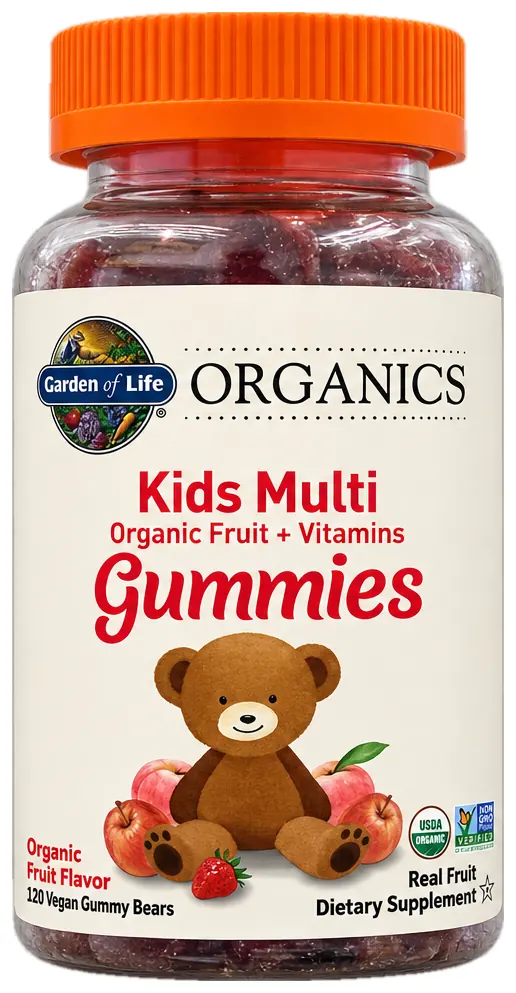 Garden of Life
®
ORGANICS
Kids Multi
Organic Fruit + Vitamins
Gummies
USDA
ORGANIC
NON
GMO
Project
VERIFIED
Organic
Fruit Flavor
120 Vegan Gummy Bears
Real Fruit
Dietary Supplement